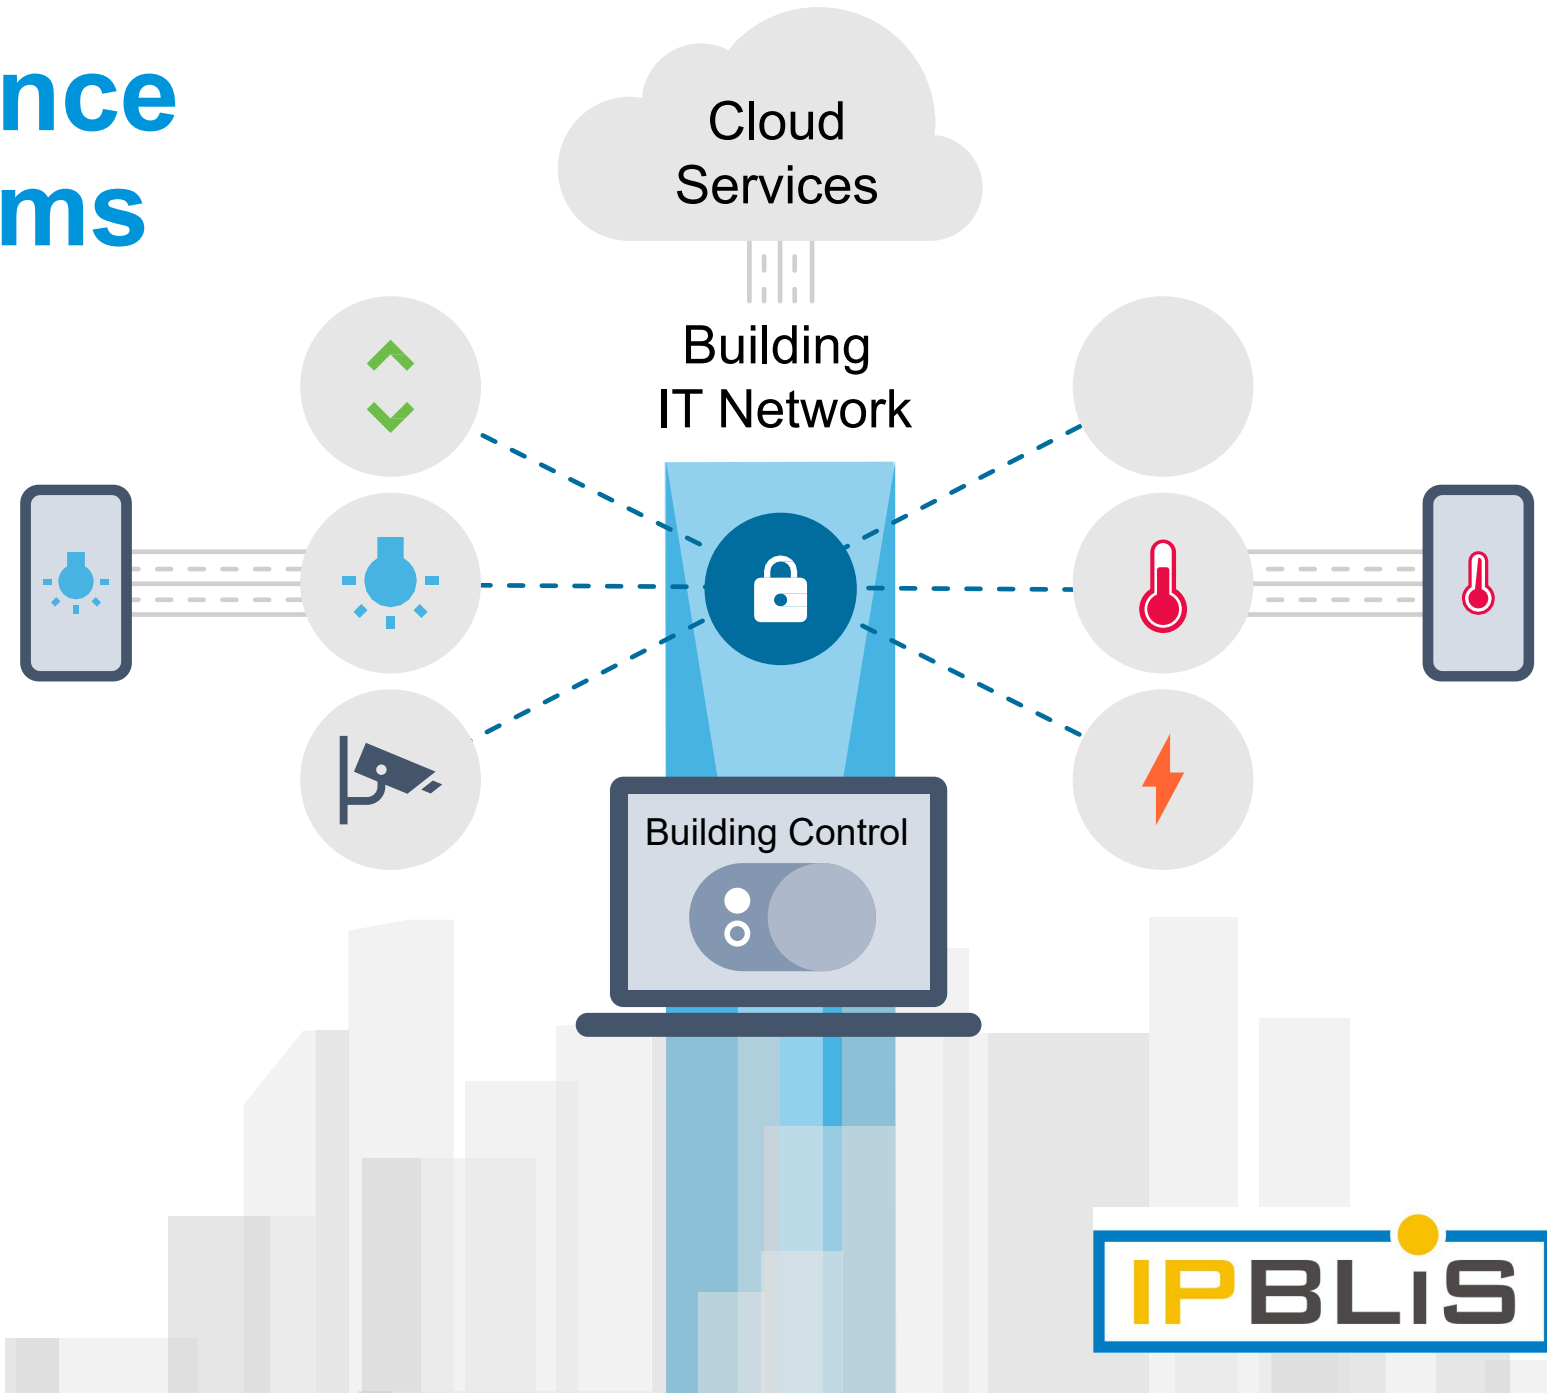 nce
ms
Cloud
Services
Building
IT Network
Building Control
IPBLiS